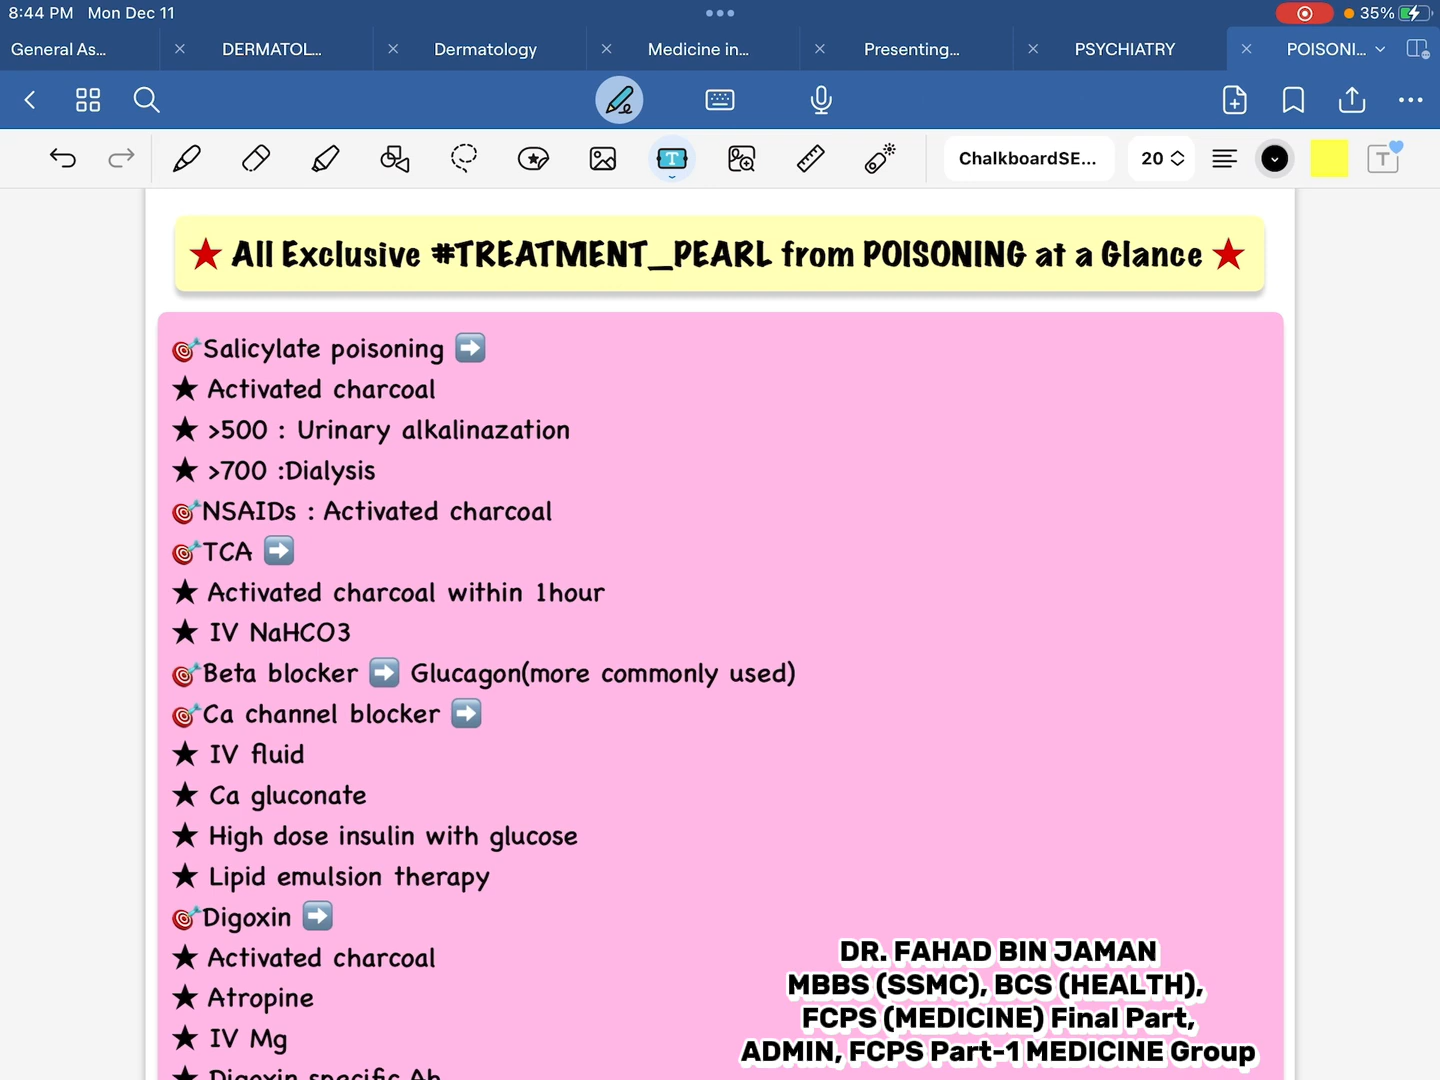 8:44 PM Mon Dec 11
35%
General As...
DERMATOL...
Dermatology
Medicine in...
Presenting...
PSYCHIATRY
POISONI...
ChalkboardSE...
20
★ All Exclusive #TREATMENT_PEARL from POISONING at a Glance ★
🎯Salicylate poisoning ➡️
★ Activated charcoal
★ >500 : Urinary alkalinazation
★ >700 :Dialysis
🎯NSAIDs : Activated charcoal
🎯TCA ➡️
★ Activated charcoal within 1hour
★ IV NaHCO3
🎯Beta blocker ➡️ Glucagon(more commonly used)
🎯Ca channel blocker ➡️
★ IV fluid
★ Ca gluconate
★ High dose insulin with glucose
★ Lipid emulsion therapy
🎯Digoxin ➡️
★ Activated charcoal
★ Atropine
★ IV Mg
★ Digoxin specific Ab
DR. FAHAD BIN JAMAN
MBBS (SSMC), BCS (HEALTH),
FCPS (MEDICINE) Final Part,
ADMIN, FCPS Part-1 MEDICINE Group